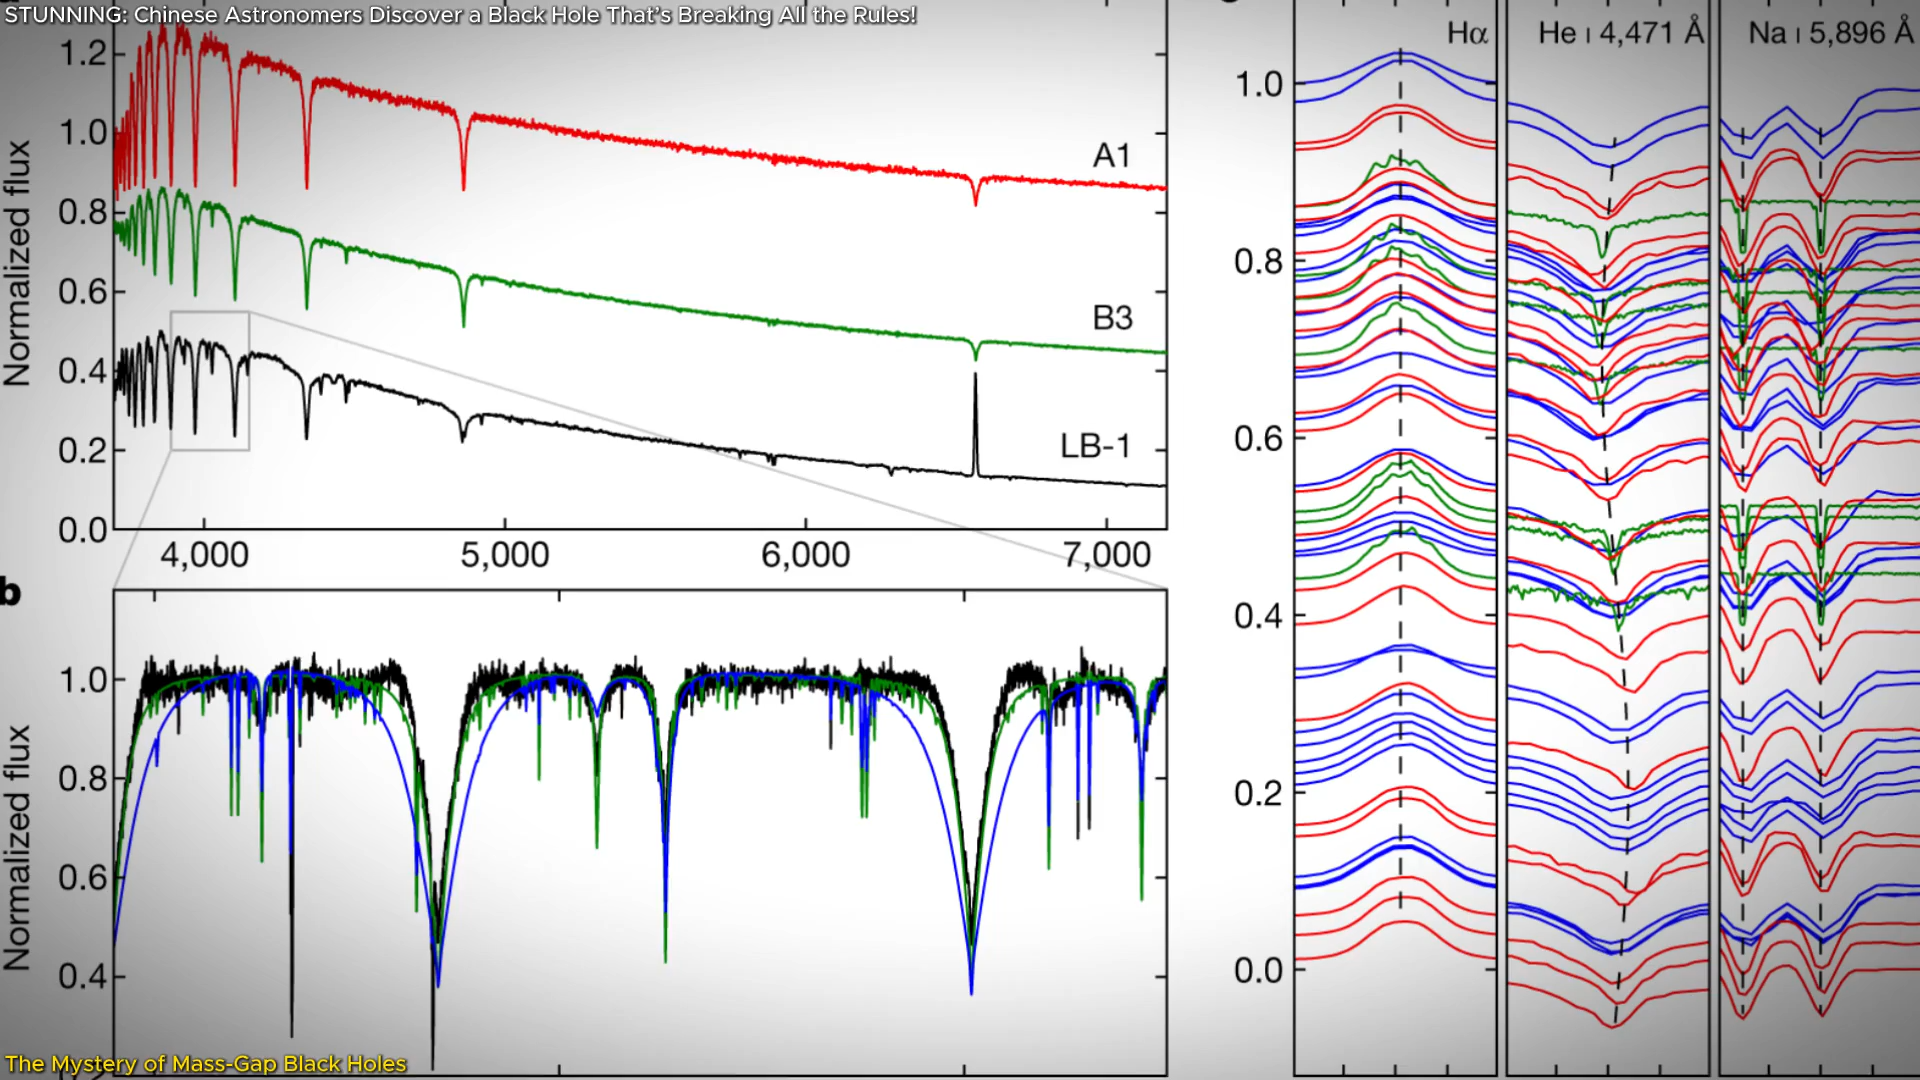 STUNNING: Chinese Astronomers Discover a Black Hole That's Breaking All the Rules!
Normalized flux
1.2
1.0
0.8
0.6
0.4
0.2
0.0
A1
B3
LB-1
4,000
5,000
6,000
7,000
b
Normalized flux
1.0
0.8
0.6
0.4
Hα
He I 4,471 Å
Na I 5,896 Å
1.0
0.8
0.6
0.4
0.2
0.0
The Mystery of Mass-Gap Black Holes